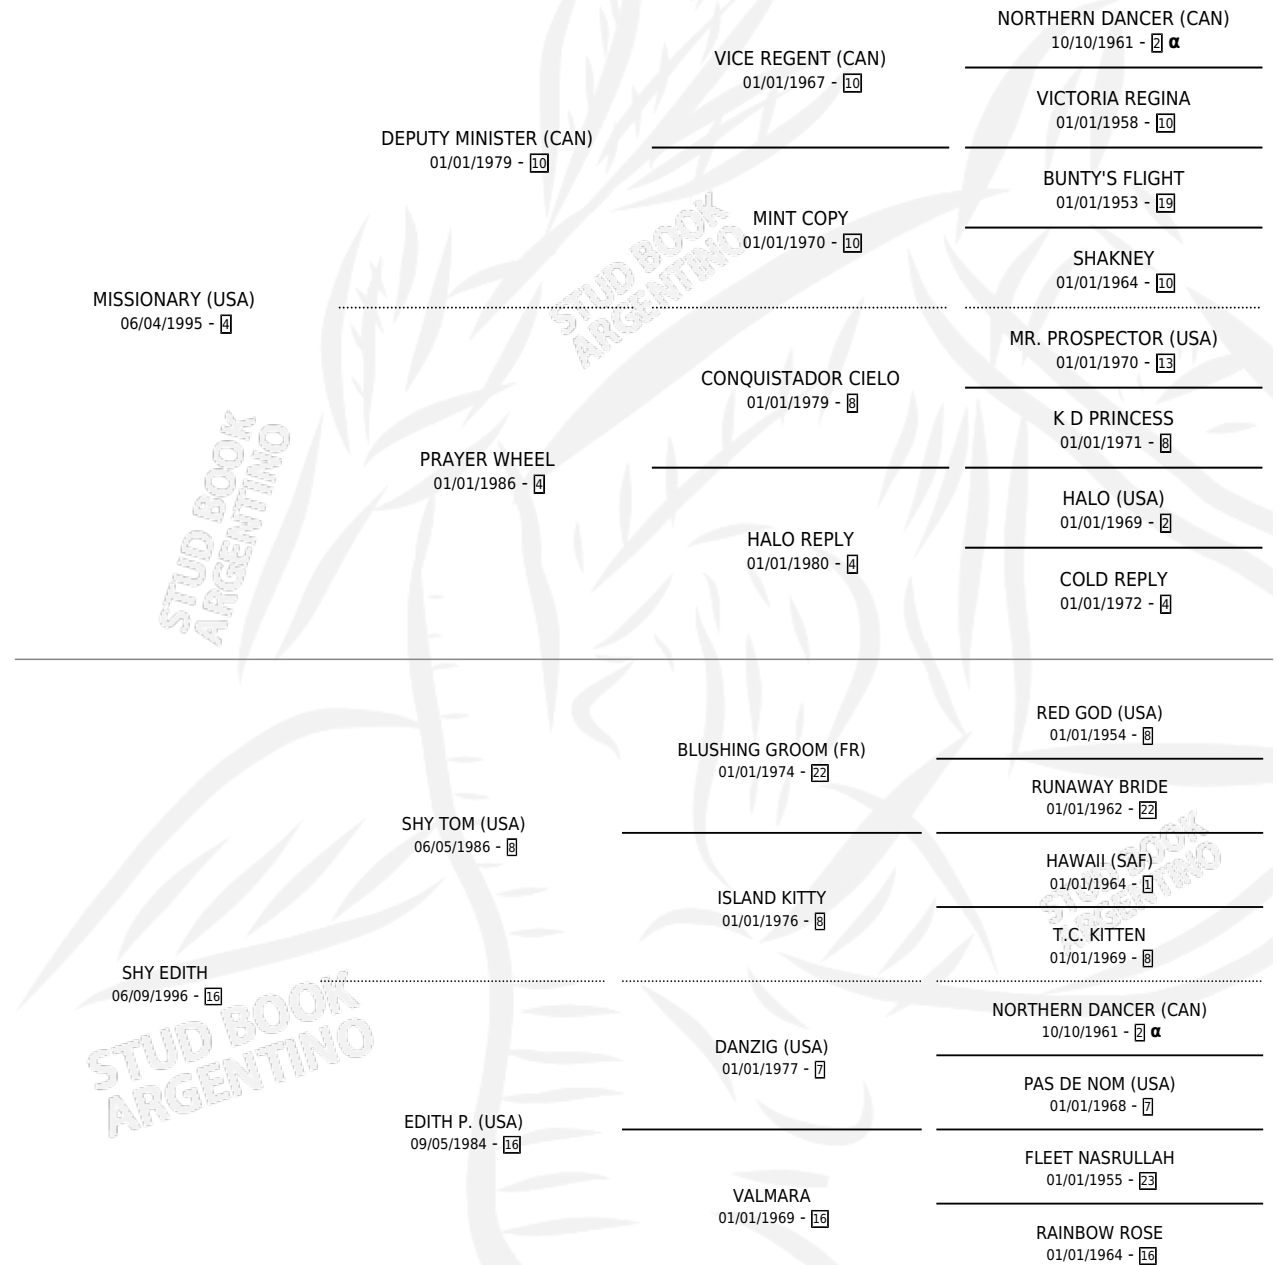 NORTHERN DANCER (CAN)
10/10/1961 - 2 α
VICE REGENT (CAN)
01/01/1967 - 10
VICTORIA REGINA
01/01/1958 - 10
DEPUTY MINISTER (CAN)
01/01/1979 - 10
BUNTY'S FLIGHT
01/01/1953 - 19
MINT COPY
01/01/1970 - 10
SHAKNEY
01/01/1964 - 10
MISSIONARY (USA)
06/04/1995 - 4
MR. PROSPECTOR (USA)
01/01/1970 - 13
CONQUISTADOR CIELO
01/01/1979 - 8
K D PRINCESS
01/01/1971 - 8
PRAYER WHEEL
01/01/1986 - 4
HALO (USA)
01/01/1969 - 2
HALO REPLY
01/01/1980 - 4
COLD REPLY
01/01/1972 - 4
RED GOD (USA)
01/01/1954 - 8
BLUSHING GROOM (FR)
01/01/1974 - 22
RUNAWAY BRIDE
01/01/1962 - 22
SHY TOM (USA)
06/05/1986 - 8
HAWAII (SAF)
01/01/1964 - 1
ISLAND KITTY
01/01/1976 - 8
T.C. KITTEN
01/01/1969 - 8
SHY EDITH
06/09/1996 - 16
NORTHERN DANCER (CAN)
10/10/1961 - 2 α
DANZIG (USA)
01/01/1977 - 7
PAS DE NOM (USA)
01/01/1968 - 7
EDITH P. (USA)
09/05/1984 - 16
FLEET NASRULLAH
01/01/1955 - 23
VALMARA
01/01/1969 - 16
RAINBOW ROSE
01/01/1964 - 16
STUD BOOK
ARGENTINO
STUD BOOK
ARGENTINO
STUD BOOK
ARGENTINO
STUD BOOK
ARGENTINO